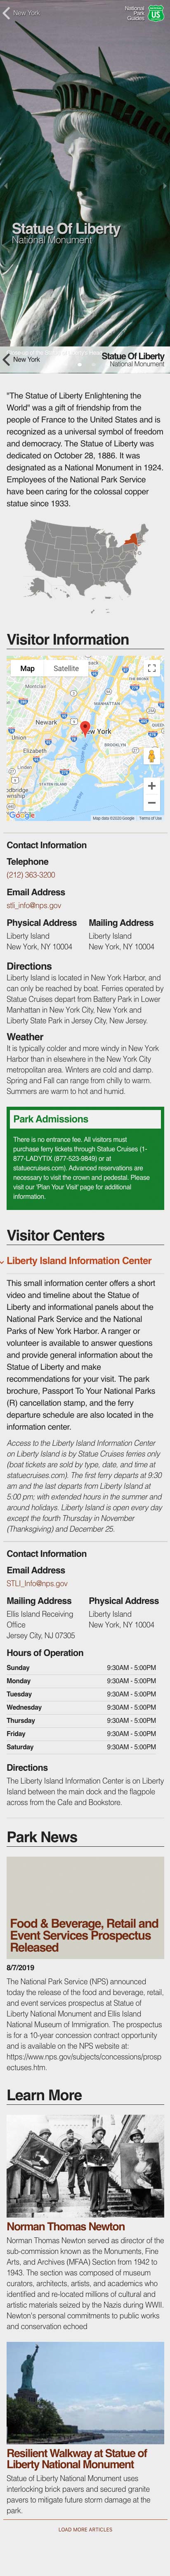 New York
National
Park
Guides
US
Statue Of Liberty
National Monument
New York
Statue Of Liberty
National Monument
"The Statue of Liberty Enlightening the
World" was a gift of friendship from the
people of France to the United States and is
recognized as a universal symbol of freedom
and democracy. The Statue of Liberty was
dedicated on October 28, 1886. It was
designated as a National Monument in 1924.
Employees of the National Park Service
have been caring for the colossal copper
statue since 1933.
Visitor Information
Map Satellite
Montclair
MANHATTAN
Newark
New York
Union
Elizabeth
BROOKLYN
Linden
STATEN ISLAND
Google
Map data ©2020 Google Terms of Use
Contact Information
Telephone
(212) 363-3200
Email Address
stli_info@nps.gov
Physical Address Mailing Address
Liberty Island Liberty Island
New York, NY 10004 New York, NY 10004
Directions
Liberty Island is located in New York Harbor, and
can only be reached by boat. Ferries operated by
Statue Cruises depart from Battery Park in Lower
Manhattan in New York City, New York and
Liberty State Park in Jersey City, New Jersey.
Weather
It is typically colder and more windy in New York
Harbor than in elsewhere in the New York City
metropolitan area. Winters are cold and damp.
Spring and Fall can range from chilly to warm.
Summers are warm to hot and humid.
Park Admissions
There is no entrance fee. All visitors must
purchase ferry tickets through Statue Cruises (1-
877-LADYTIX (877-523-9849) or at
statuecruises.com). Advanced reservations are
necessary to visit the crown and pedestal. Please
visit our 'Plan Your Visit' page for additional
information.
Visitor Centers
Liberty Island Information Center
This small information center offers a short
video and timeline about the Statue of
Liberty and informational panels about the
National Park Service and the National
Parks of New York Harbor. A ranger or
volunteer is available to answer questions
and provide general information about the
Statue of Liberty and make
recommendations for your visit. The park
brochure, Passport To Your National Parks
(R) cancellation stamp, and the ferry
departure schedule are also located in the
information center.
Access to the Liberty Island Information Center
on Liberty Island is by Statue Cruises ferries only
(boat tickets are sold by type, date, and time at
statuecruises.com). The first ferry departs at 9:30
am and the last departs from Liberty Island at
5:00 pm, with extended hours in the summer and
around holidays. Liberty Island is open every day
except the fourth Thursday in November
(Thanksgiving) and December 25.
Contact Information
Email Address
STLI_Info@nps.gov
Mailing Address Physical Address
Ellis Island Receiving Liberty Island
Office New York, NY 10004
Jersey City, NJ 07305
Hours of Operation
Sunday 9:30AM - 5:00PM
Monday 9:30AM - 5:00PM
Tuesday 9:30AM - 5:00PM
Wednesday 9:30AM - 5:00PM
Thursday 9:30AM - 5:00PM
Friday 9:30AM - 5:00PM
Saturday 9:30AM - 5:00PM
Directions
The Liberty Island Information Center is on Liberty
Island between the main dock and the flagpole
across from the Cafe and Bookstore.
Park News
Food & Beverage, Retail and
Event Services Prospectus
Released
8/7/2019
The National Park Service (NPS) announced
today the release of the food and beverage, retail,
and event services prospectus at Statue of
Liberty National Monument and Ellis Islal
National Museum of Immigration. The prospectus
is for a 10-year concession contract opportunity
and is available on the NPS website at:
https://www.nps.gov/subjects/concessions/prosp
ectuses.htm.
Learn More
Norman Thomas Newton
Norman Thomas Newton served as director of the
sub-commission known as the Monuments, Fine
Arts, and Archives (MFAA) Section from 1942 to
1943. The section was composed of museum
curators, architects, artists, and academics who
identified and re-located millions of cultural and
artistic materials seized by the Nazis during WWII.
Newton's personal commitments to public works
and conservation echoed
Resilient Walkway at Statue of
Liberty National Monument
Statue of Liberty National Monument uses
interlocking brick pavers and secured granite
pavers to mitigate future storm damage at the
park.
LOAD MORE ARTICLES